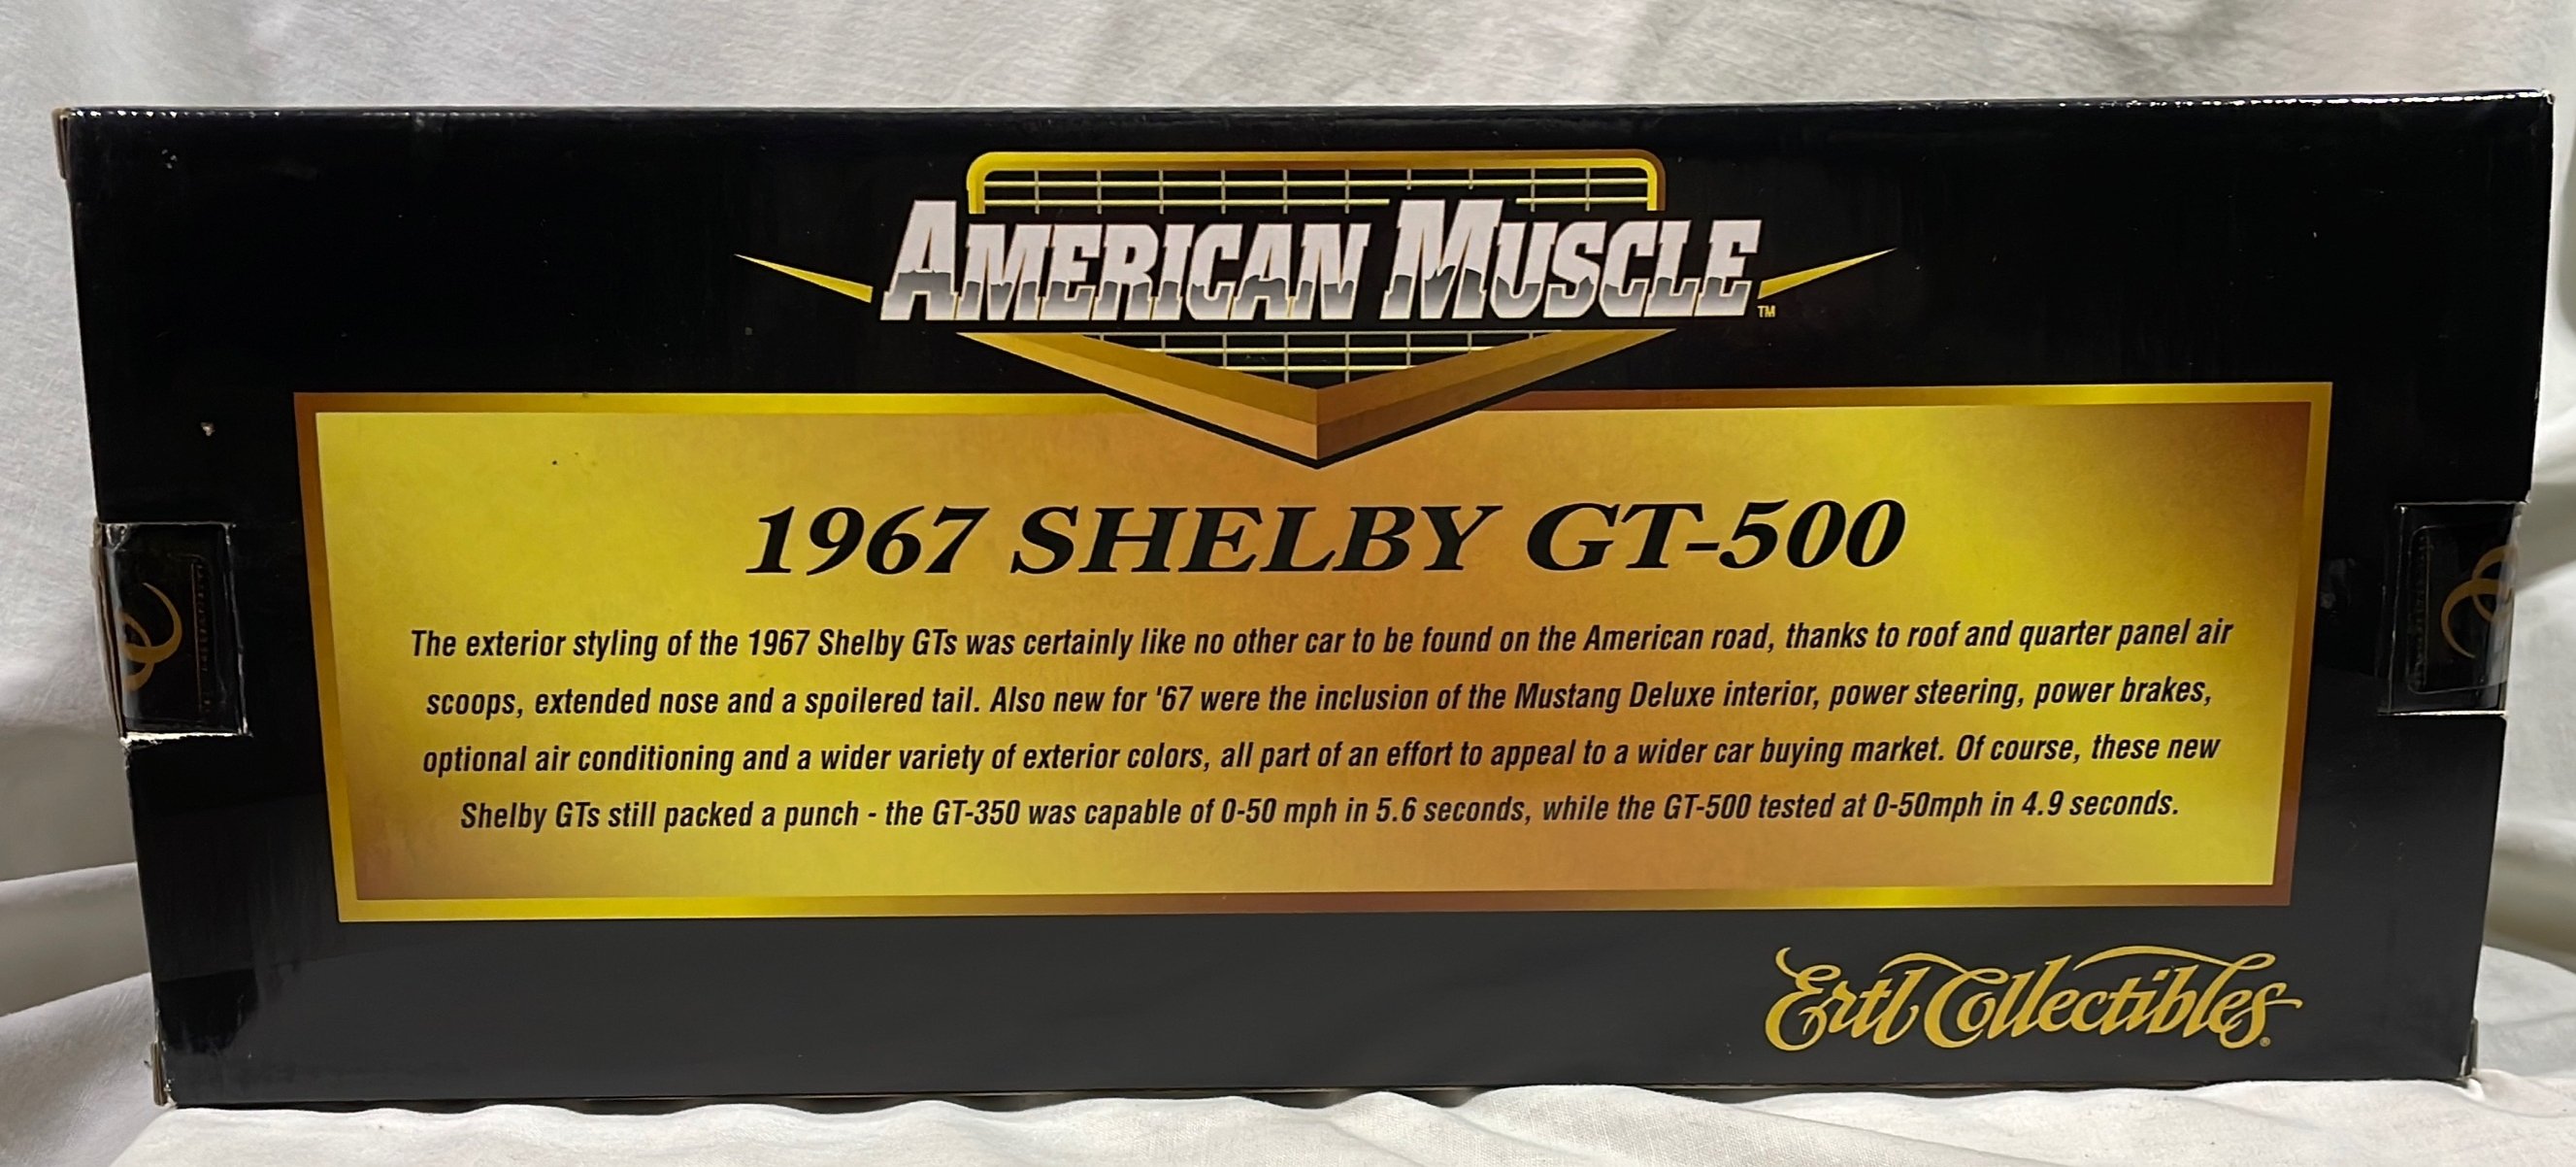 AMERICAN MUSCLE™
1967 SHELBY GT-500
The exterior styling of the 1967 Shelby GTs was certainly like no other car to be found on the American road, thanks to roof and quarter panel air
scoops, extended nose and a spoilered tail. Also new for '67 were the inclusion of the Mustang Deluxe interior, power steering, power brakes,
optional air conditioning and a wider variety of exterior colors, all part of an effort to appeal to a wider car buying market. Of course, these new
Shelby GTs still packed a punch - the GT-350 was capable of 0-50 mph in 5.6 seconds, while the GT-500 tested at 0-50mph in 4.9 seconds.
Ertl Collectibles®